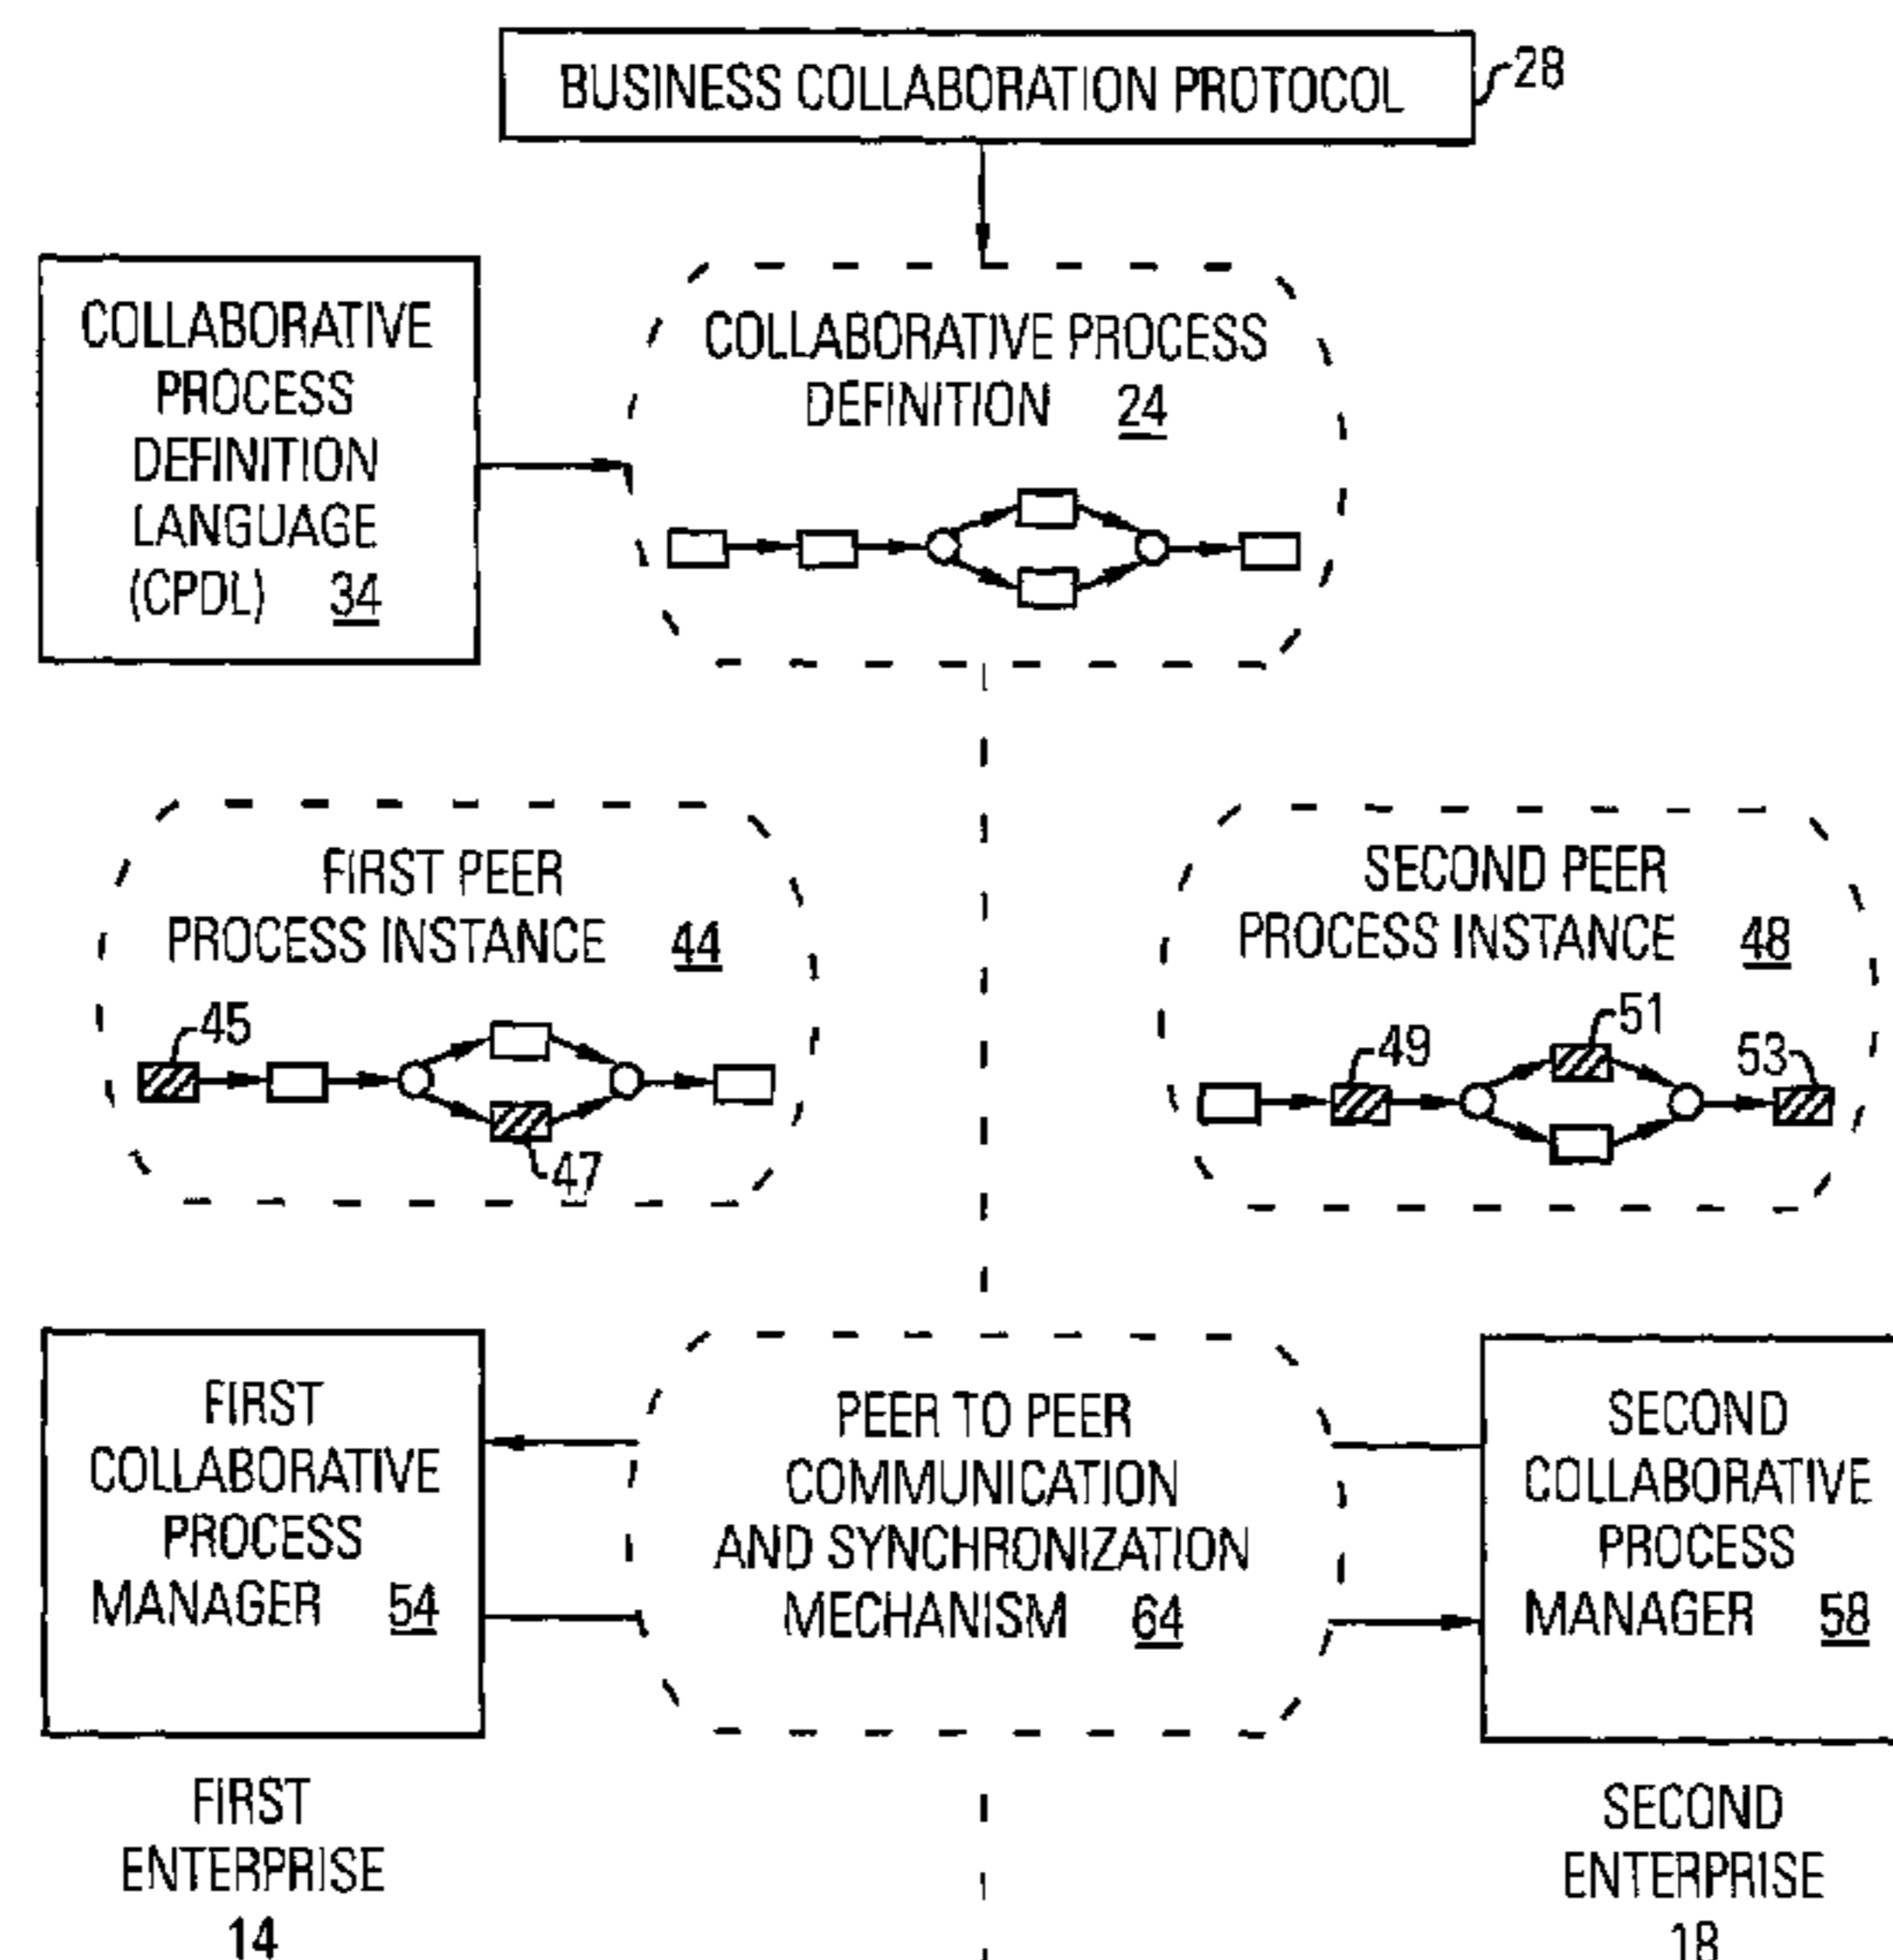 BUSINESS COLLABORATION PROTOCOL
28
COLLABORATIVE
PROCESS
DEFINITION
LANGUAGE
(CPDL) 34
COLLABORATIVE PROCESS
DEFINITION 24
FIRST PEER
PROCESS INSTANCE 44
45
47
SECOND PEER
PROCESS INSTANCE 48
49
51
53
FIRST
COLLABORATIVE
PROCESS
MANAGER 54
PEER TO PEER
COMMUNICATION
AND SYNCHRONIZATION
MECHANISM 64
SECOND
COLLABORATIVE
PROCESS
MANAGER 58
FIRST
ENTERPRISE
14
SECOND
ENTERPRISE
18